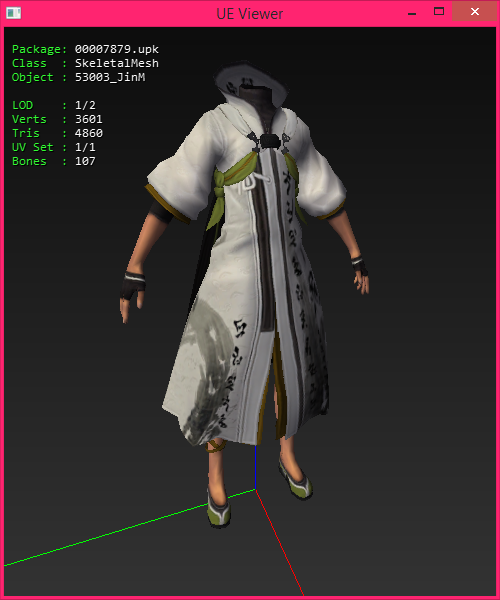 UE Viewer
Package: 00007879.upk
Class : SkeletalMesh
Object : 53003_JinM
LOD : 1/2
Verts : 3601
Tris : 4860
UV Set : 1/1
Bones : 107